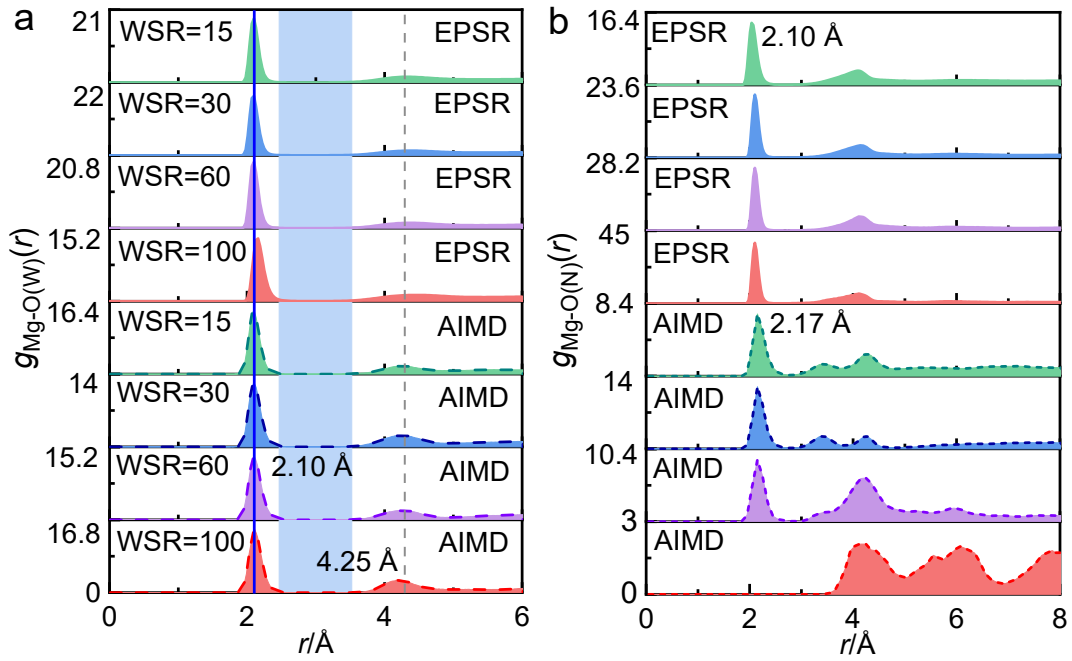 a
21
WSR=15
EPSR
22
WSR=30
EPSR
20.8
WSR=60
EPSR
15.2
WSR=100
EPSR
16.4
WSR=15
AIMD
14
WSR=30
AIMD
15.2
WSR=60
2.10 Å
AIMD
16.8
WSR=100
4.25 Å
AIMD
0
0 2 4 6
r/Å
gMg-O(W)(r)
b
16.4
EPSR
2.10 Å
23.6
EPSR
28.2
EPSR
45
EPSR
8.4
AIMD
2.17 Å
14
AIMD
10.4
AIMD
3
AIMD
0
0 2 4 6 8
r/Å
gMg-O(N)(r)